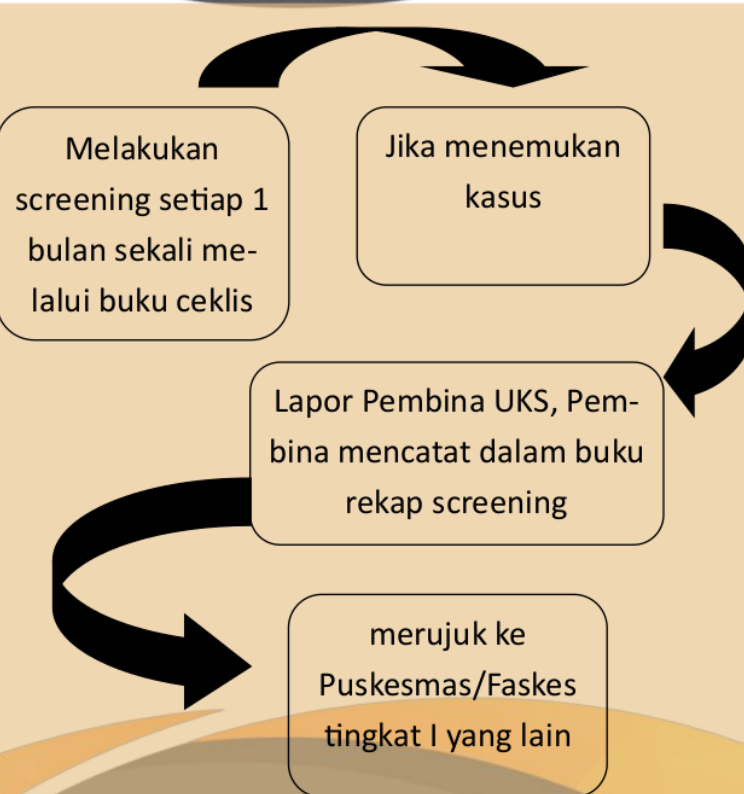 Melakukan
screening setiap 1
bulan sekali me-
lalui buku ceklis
Jika menemukan
kasus
Lapor Pembina UKS, Pem-
bina mencatat dalam buku
rekap screening
merujuk ke
Puskesmas/Faskes
tingkat I yang lain